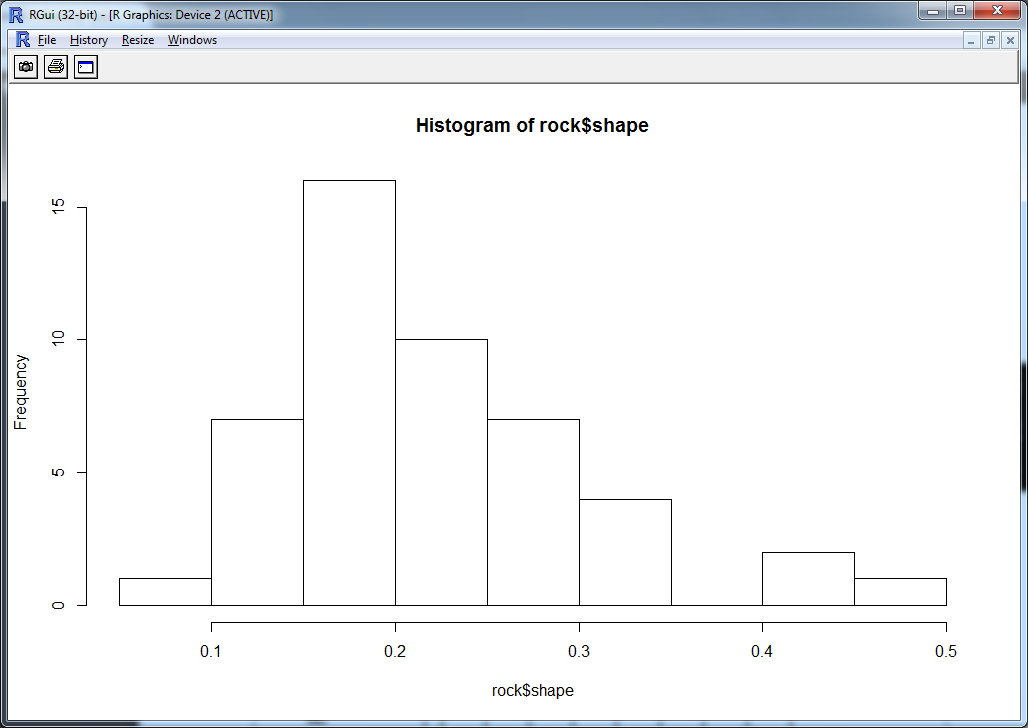 RGui (32-bit) - [R Graphics: Device 2 (ACTIVE)]
File History Resize Windows
Histogram of rock$shape
Frequency
15
10
5
0
0.1 0.2 0.3 0.4 0.5
rock$shape